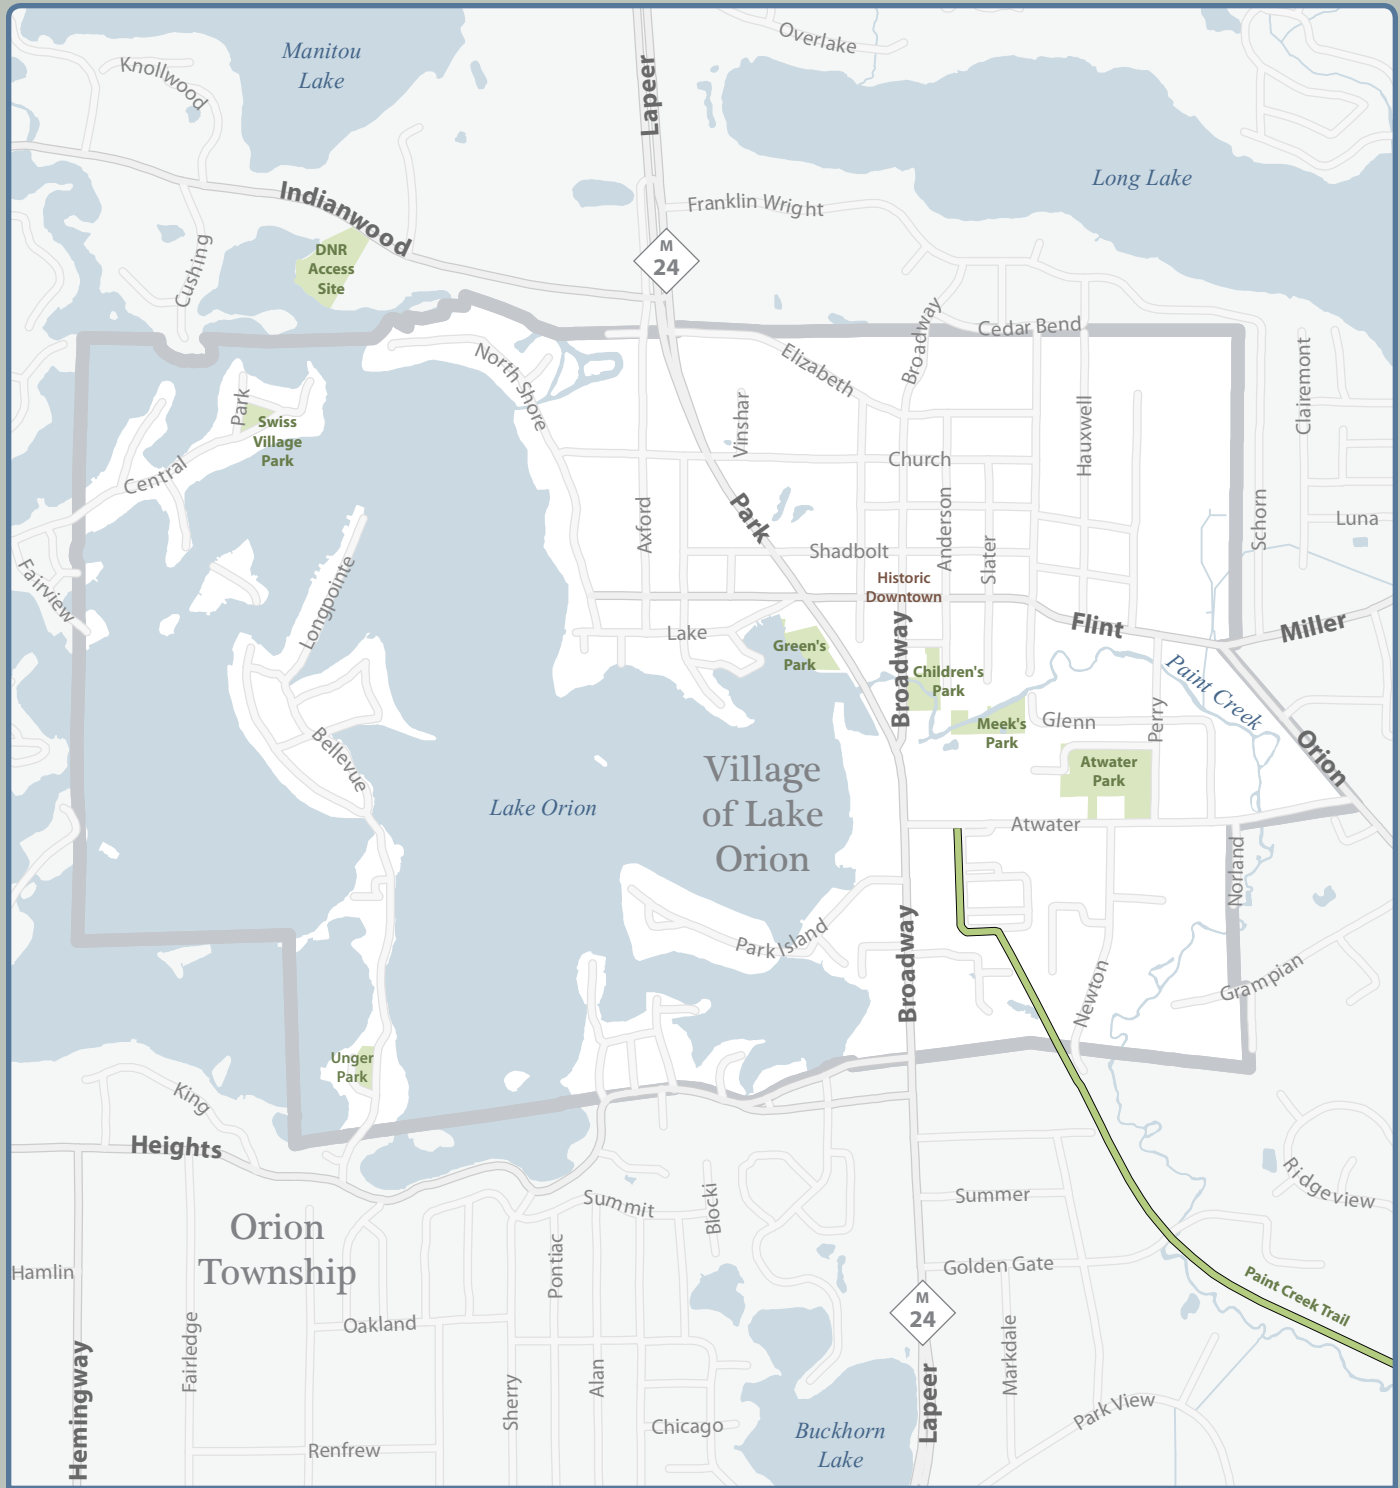 Overlake
Manitou
Lake
Knollwood
Lapeer
Long Lake
Indianwood
Franklin Wright
M
24
DNR
Access
Site
Cushing
Broadway
Cedar Bend
North Shore
Elizabeth
Clairemont
Park
Swiss
Village
Park
Vinshar
Hauxwell
Central
Church
Axford
Park
Anderson
Schorn
Luna
Slater
Shadbolt
Fairview
Longpointe
Historic
Downtown
Flint
Miller
Lake
Green's
Park
Broadway
Children's
Park
Paint Creek
Meek's
Park
Glenn
Perry
Bellevue
Orion
Atwater
Park
Village
of Lake
Orion
Lake Orion
Atwater
Norland
Park Island
Broadway
Newton
Grampian
Unger
Park
King
Heights
Ridgeview
Summit
Blocki
Summer
Orion
Township
Pontiac
Golden Gate
Hamlin
Paint Creek Trail
M
24
Oakland
Fairledge
Markdale
Hemingway
Sherry
Alan
Lapeer
Park View
Chicago
Buckhorn
Lake
Renfrew